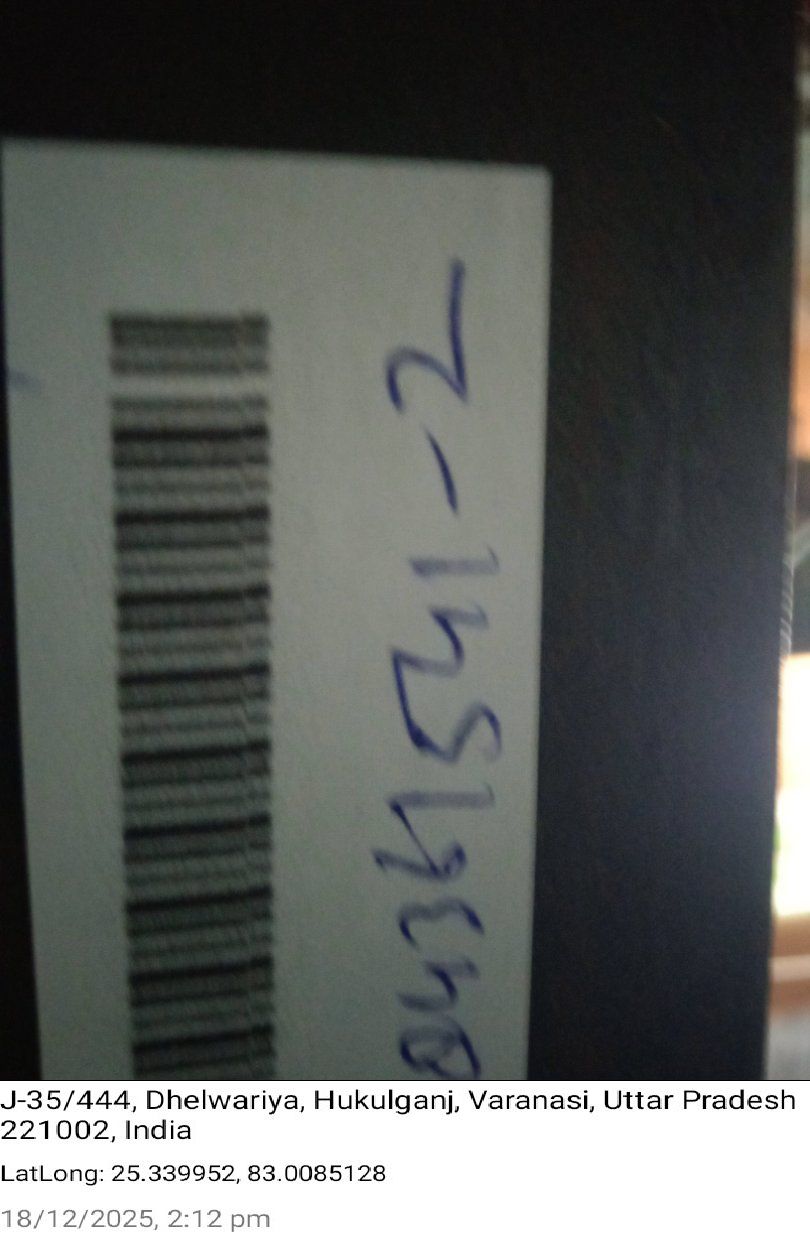 84361541-2
J-35/444, Dhelwariya, Hukulganj, Varanasi, Uttar Pradesh
221002, India
LatLong: 25.339952, 83.0085128
18/12/2025, 2:12 pm